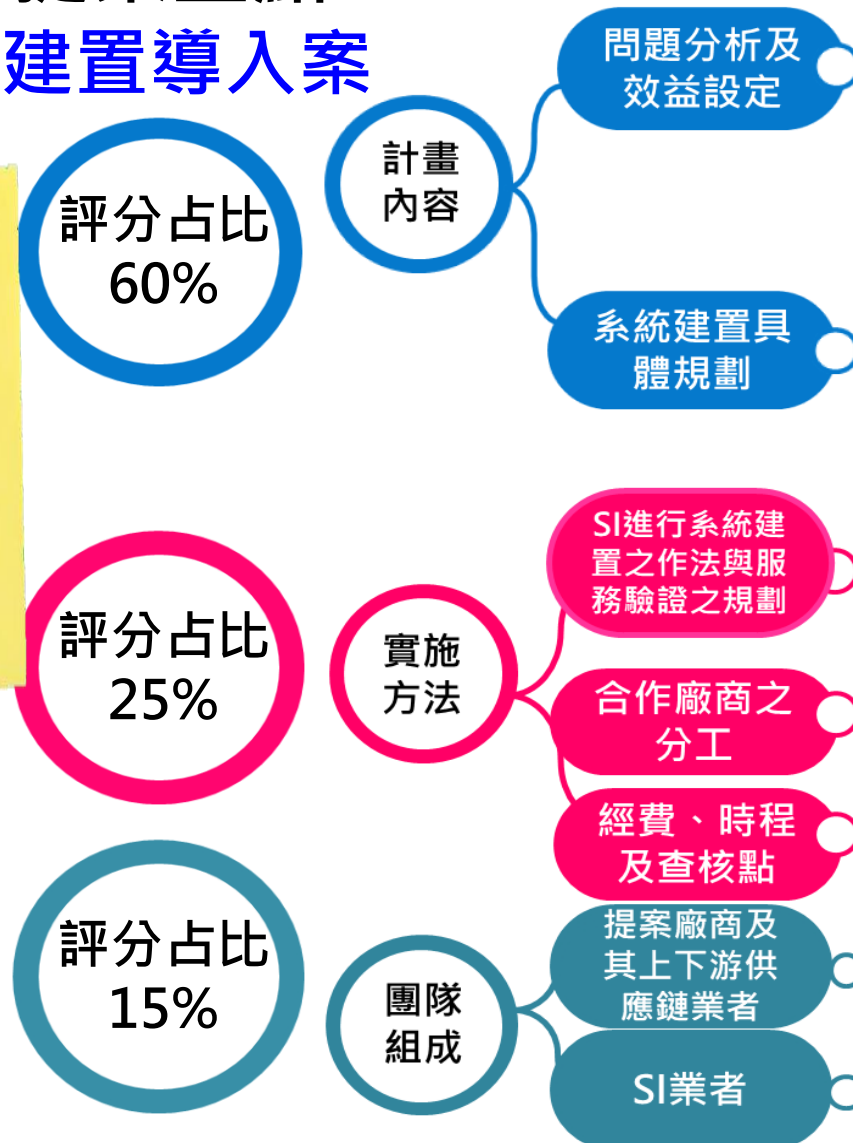 建置導入案
評分占比
60%
計畫
內容
問題分析及
效益設定
系統建置具
體規劃
評分占比
25%
實施
方法
SI進行系統建
置之作法與服
務驗證之規劃
合作廠商之
分工
經費、時程
及查核點
評分占比
15%
團隊
組成
提案廠商及
其上下游供
應鏈業者
SI業者